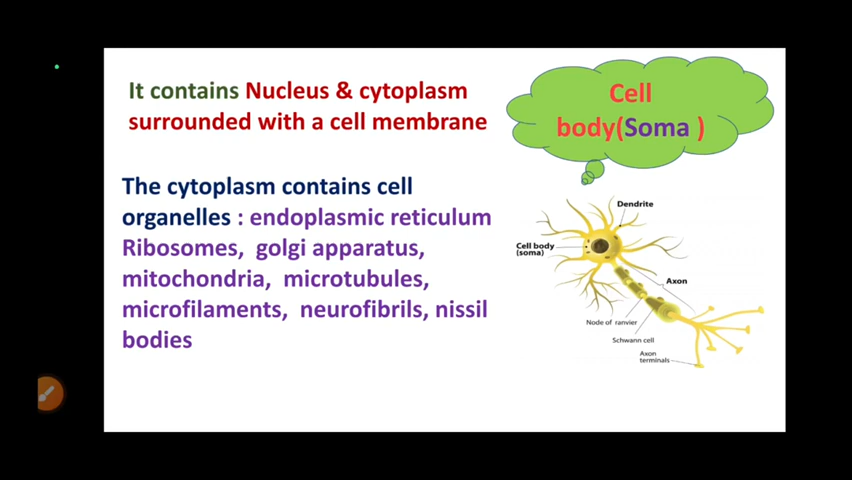 It contains Nucleus & cytoplasm
surrounded with a cell membrane
Cell
body(Soma )
The cytoplasm contains cell
organelles : endoplasmic reticulum
Ribosomes, golgi apparatus,
mitochondria, microtubules,
microfilaments, neurofibrils, nissil
bodies
Dendrite
Cell body
(soma)
Axon
Node of ranvier
Schwann cell
Axon
terminals